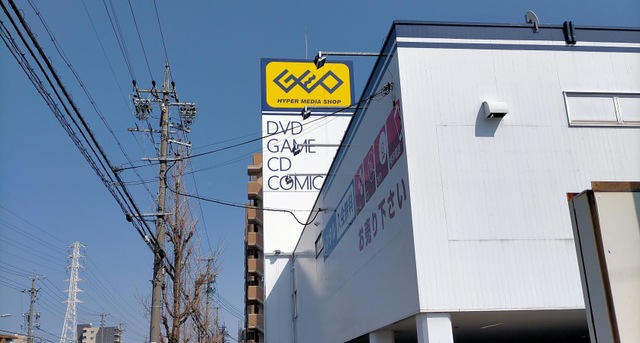 GEO
HYPER MEDIA SHOP
DVD
GAME
CD
COMIC
お売り下さい